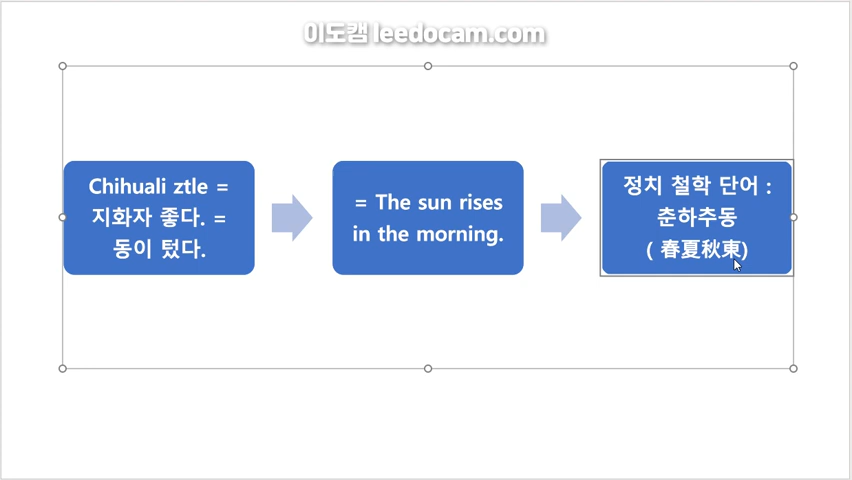 이도캠 leedocam.com
Chihuali ztle =
지화자 좋다. =
동이 텄다.
= The sun rises
in the morning.
정치 철학 단어 :
춘하추동
( 春夏秋東)